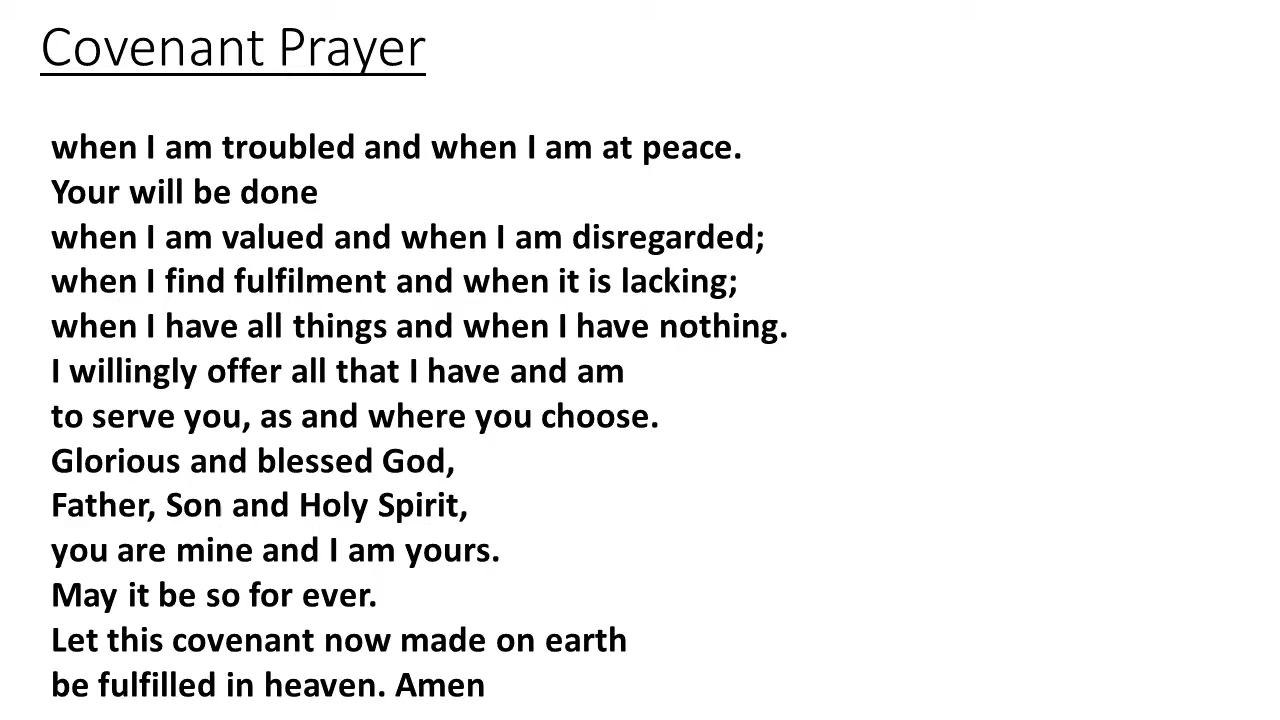 Covenant Prayer
when I am troubled and when I am at peace.
Your will be done
when I am valued and when I am disregarded;
when I find fulfilment and when it is lacking;
when I have all things and when I have nothing.
I willingly offer all that I have and am
to serve you, as and where you choose.
Glorious and blessed God,
Father, Son and Holy Spirit,
you are mine and I am yours.
May it be so for ever.
Let this covenant now made on earth
be fulfilled in heaven. Amen